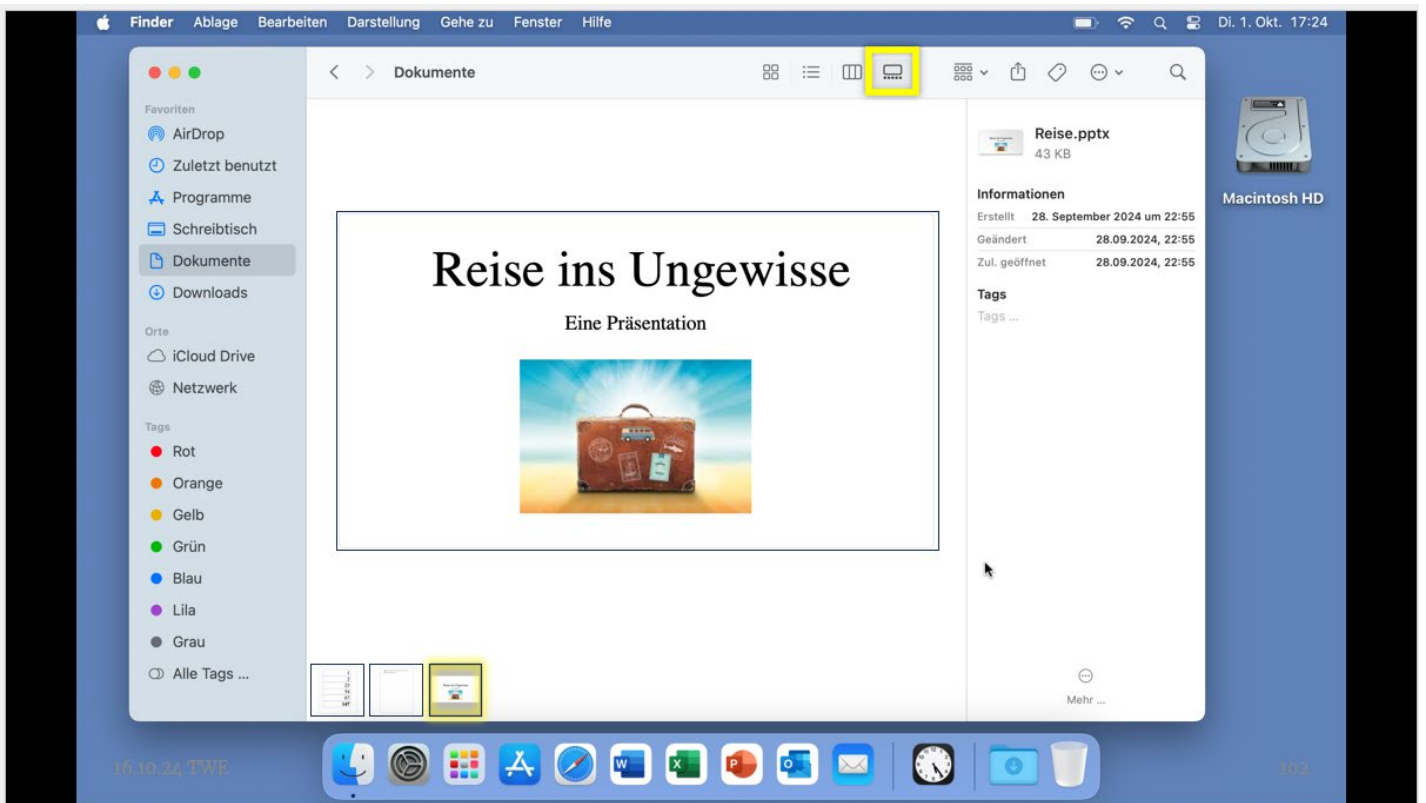 Finder Ablage Bearbeiten Darstellung Gehe zu Fenster Hilfe Di. 1. Okt. 17:24
Dokumente
Favoriten
AirDrop
Zuletzt benutzt
Programme
Schreibtisch
Dokumente
Downloads
Orte
iCloud Drive
Netzwerk
Tags
Rot
Orange
Gelb
Grün
Blau
Lila
Grau
Alle Tags ...
Reise ins Ungewisse
Eine Präsentation
Reise.pptx
43 KB
Informationen
Erstellt 28. September 2024 um 22:55
Geändert 28.09.2024, 22:55
Zul. geöffnet 28.09.2024, 22:55
Tags
Tags ...
Mehr ...
Macintosh HD
W X P
16.10.24 TWE
102